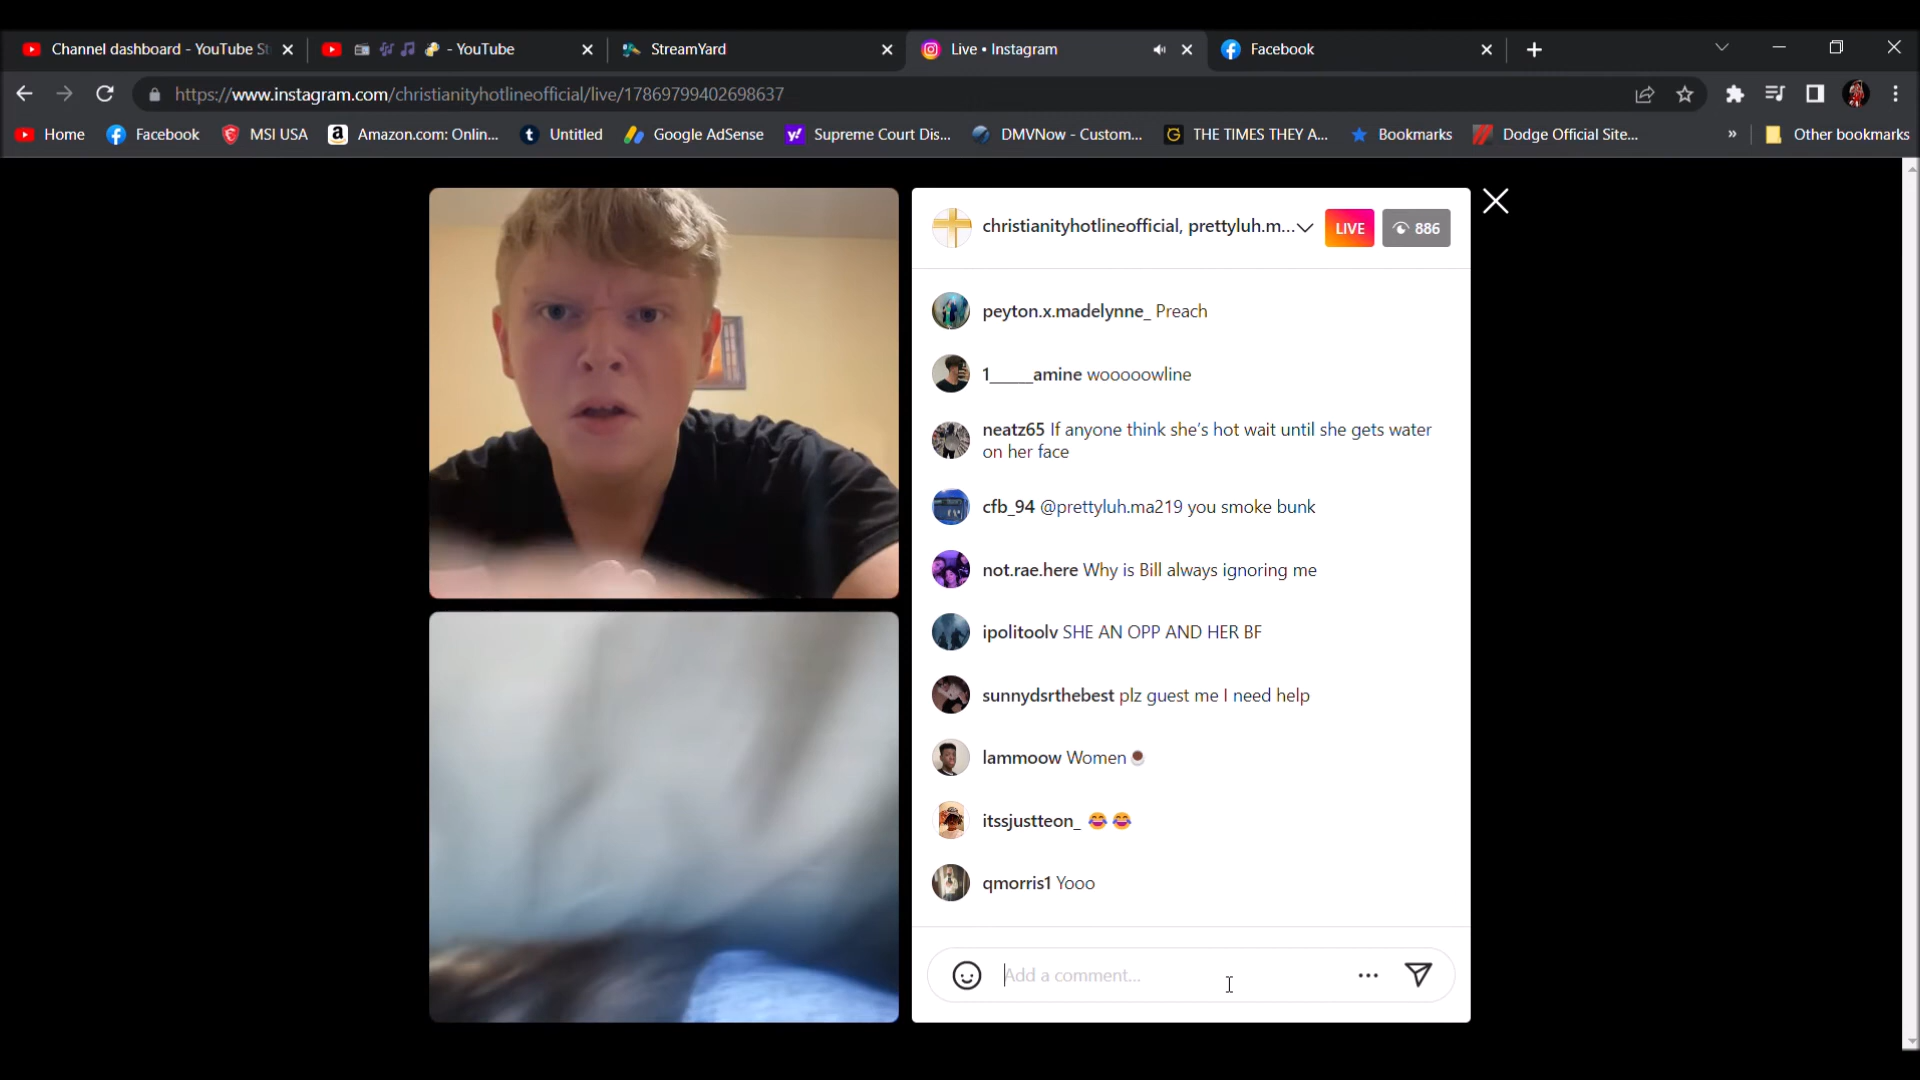 Channel dashboard - YouTube St
- YouTube
StreamYard
Live • Instagram
Facebook
https://www.instagram.com/christianityhotlineofficial/live/17869799402698637
Home
Facebook
MSI USA
Amazon.com: Onlin...
Untitled
Google AdSense
Supreme Court Dis...
DMVNow - Custom...
THE TIMES THEY A...
Bookmarks
Dodge Official Site...
»
Other bookmarks
christianityhotlineofficial, prettyluh.m...
LIVE
886
peyton.x.madelynne_ Preach
1_____amine wooooowline
neatz65 If anyone think she's hot wait until she gets water
on her face
cfb_94 @prettyluh.ma219 you smoke bunk
not.rae.here Why is Bill always ignoring me
ipolitoolv SHE AN OPP AND HER BF
sunnydsrthebest plz guest me I need help
lammoow Women ☕
itssjustteon_ 😂😂
qmorris1 Yooo
Add a comment...